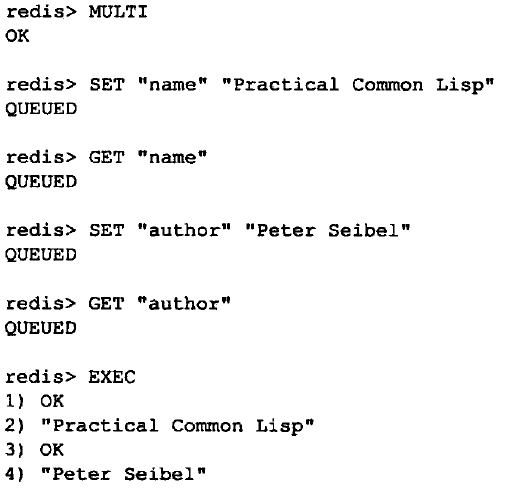 redis> MULTI
OK
redis> SET "name" "Practical Common Lisp"
QUEUED
redis> GET "name"
QUEUED
redis> SET "author" "Peter Seibel"
QUEUED
redis> GET "author"
QUEUED
redis> EXEC
1) OK
2) "Practical Common Lisp"
3) OK
4) "Peter Seibel"